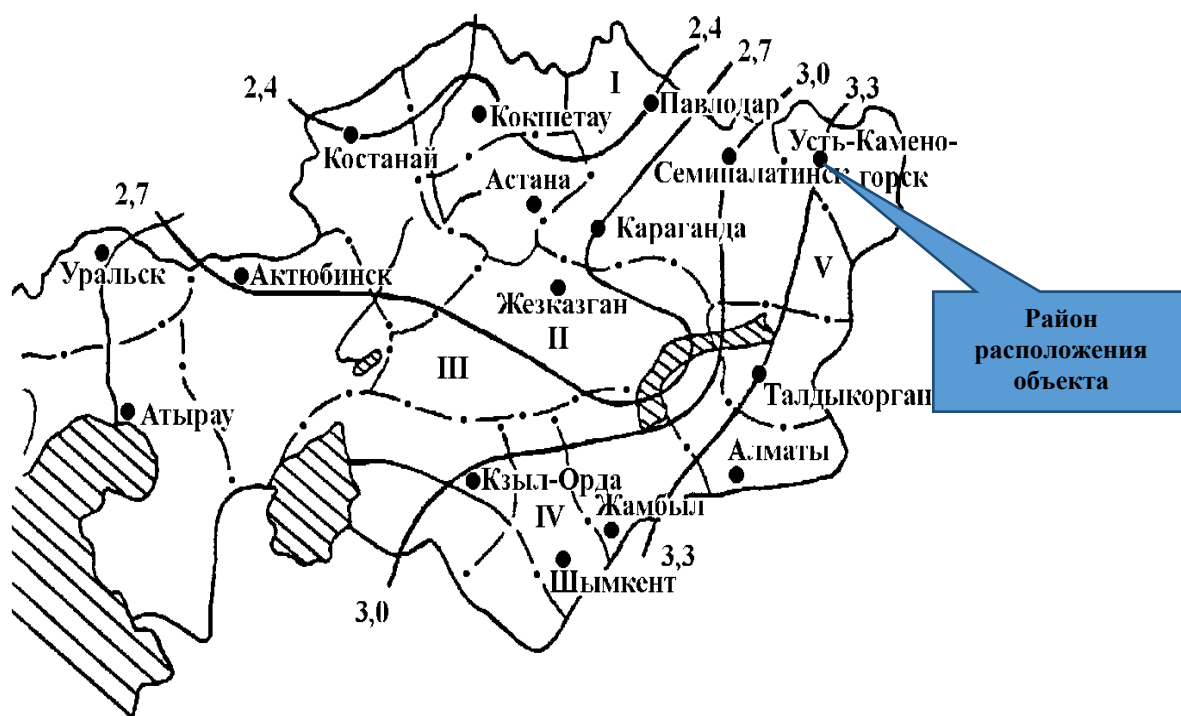 2,4
2,4
2,7
3,0
3,3
I
Павлодар
Кокшетау
Костанай
Усть-Камено-
горск
Семипалатинск
Астана
2,7
Караганда
Уральск
Актюбинск
V
Жезказган
II
III
Район
расположения
объекта
Талдыкорган
Атырау
Алматы
Кзыл-Орда
IV
Жамбыл
3,3
Шымкент
3,0